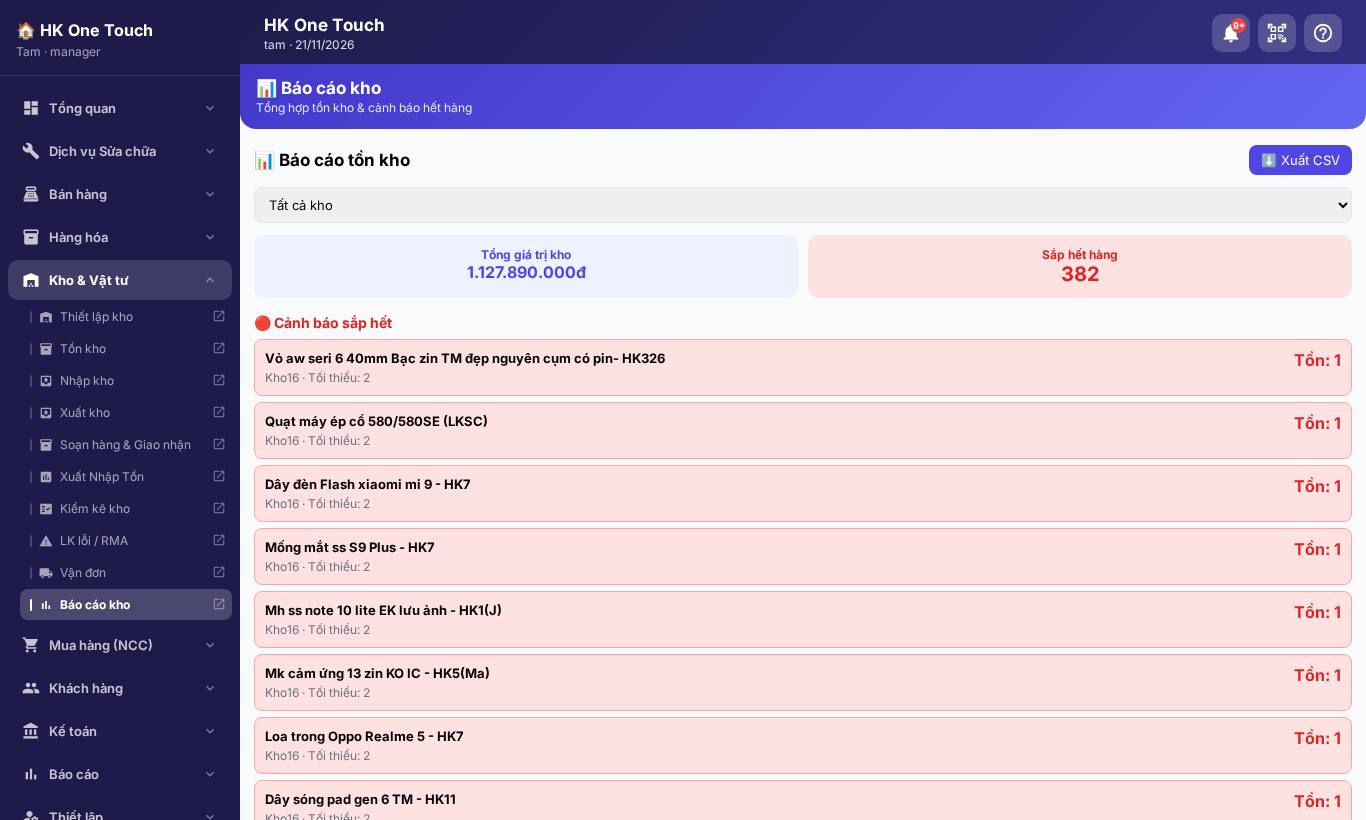 🏠 HK One Touch
Tam · manager
Tổng quan
Dịch vụ Sửa chữa
Bán hàng
Hàng hóa
Kho & Vật tư
Thiết lập kho
Tồn kho
Nhập kho
Xuất kho
Soạn hàng & Giao nhận
Xuất Nhập Tồn
Kiểm kê kho
LK lỗi / RMA
Vận đơn
Báo cáo kho
Mua hàng (NCC)
Khách hàng
Kế toán
Báo cáo
Thiết lập
HK One Touch
tam · 21/11/2026
9+
📊 Báo cáo kho
Tổng hợp tồn kho & cảnh báo hết hàng
📊 Báo cáo tồn kho
⬇️ Xuất CSV
Tất cả kho
Tổng giá trị kho
1.127.890.000đ
Sắp hết hàng
382
🔴 Cảnh báo sắp hết
Vỏ aw seri 6 40mm Bạc zin TM đẹp nguyên cụm có pin- HK326
Kho16 · Tối thiểu: 2
Tồn: 1
Quạt máy ép cổ 580/580SE (LKSC)
Kho16 · Tối thiểu: 2
Tồn: 1
Dây đèn Flash xiaomi mi 9 - HK7
Kho16 · Tối thiểu: 2
Tồn: 1
Mống mắt ss S9 Plus - HK7
Kho16 · Tối thiểu: 2
Tồn: 1
Mh ss note 10 lite EK lưu ảnh - HK1(J)
Kho16 · Tối thiểu: 2
Tồn: 1
Mk cảm ứng 13 zin KO IC - HK5(Ma)
Kho16 · Tối thiểu: 2
Tồn: 1
Loa trong Oppo Realme 5 - HK7
Kho16 · Tối thiểu: 2
Tồn: 1
Dây sóng pad gen 6 TM - HK11
Kho16 · Tối thiểu: 2
Tồn: 1